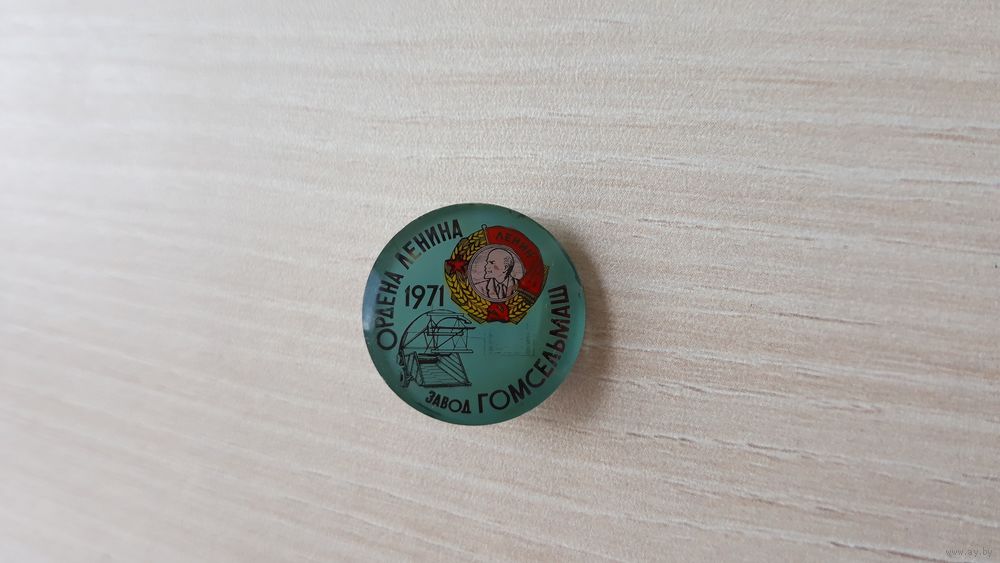 ОРДЕНА ЛЕНИНА
ЛЕНИН
1971
ЗАВОД ГОМСЕЛЬМАШ
www.ay.by